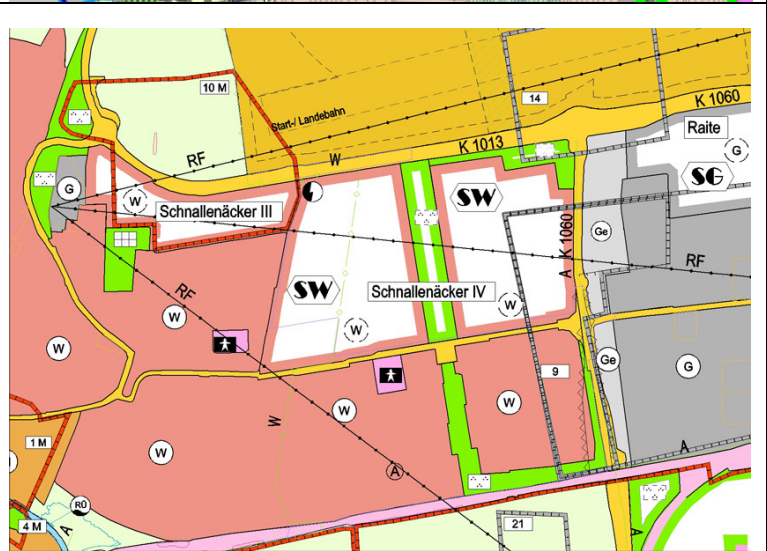 10 M
14
K 1060
Start-/ Landebahn
K 1013
W
RF
Raite
G
SG
G
W
Schnallenäcker III
SW
A K 1060
Ge
RF
RF
SW
Schnallenäcker IV
W
W
W
W
Ge
G
9
W
W
W
W
A
A
1 M
RÜ
4 M
A
21
A